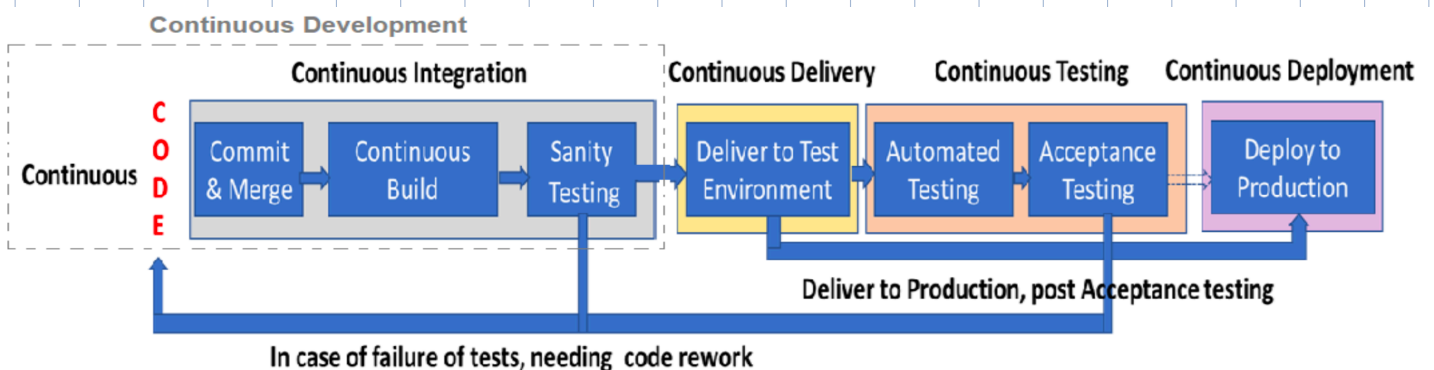 Continuous Development
Continuous Integration
Continuous Delivery
Continuous Testing
Continuous Deployment
Continuous
C
O
D
E
Commit
& Merge
Continuous
Build
Sanity
Testing
Deliver to Test
Environment
Automated
Testing
Acceptance
Testing
Deploy to
Production
Deliver to Production, post Acceptance testing
In case of failure of tests, needing code rework